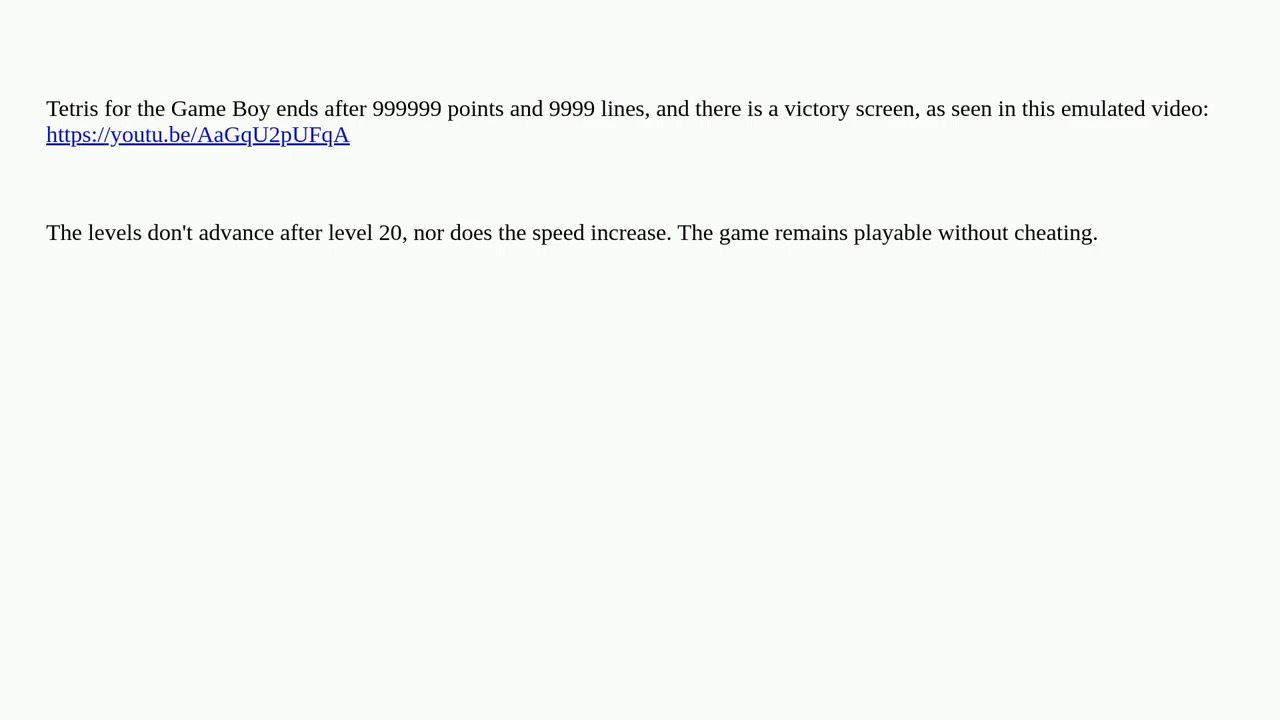 Tetris for the Game Boy ends after 999999 points and 9999 lines, and there is a victory screen, as seen in this emulated video:
https://youtu.be/AaGqU2pUFqA
The levels don't advance after level 20, nor does the speed increase. The game remains playable without cheating.